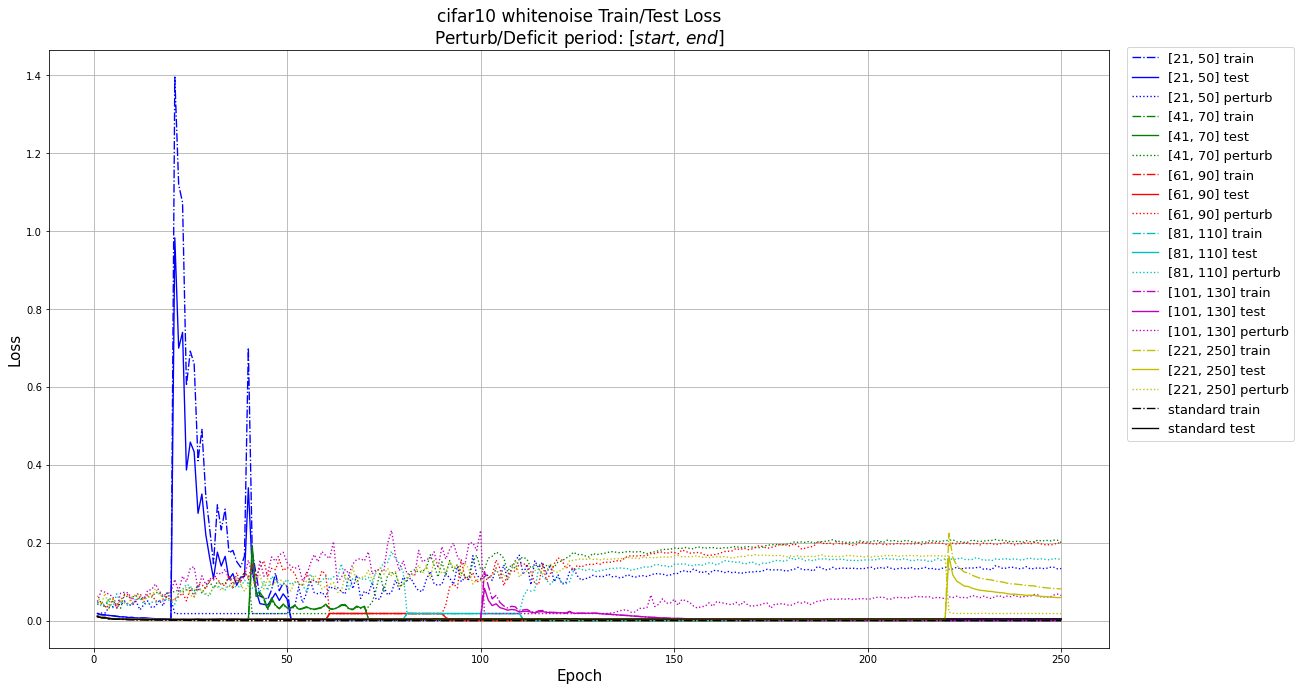 cifar10 whitenoise Train/Test Loss
Perturb/Deficit period: [start, end]
Loss
1.4
1.2
1.0
0.8
0.6
0.4
0.2
0.0
0
50
100
150
200
250
Epoch
[21, 50] train
[21, 50] test
[21, 50] perturb
[41, 70] train
[41, 70] test
[41, 70] perturb
[61, 90] train
[61, 90] test
[61, 90] perturb
[81, 110] train
[81, 110] test
[81, 110] perturb
[101, 130] train
[101, 130] test
[101, 130] perturb
[221, 250] train
[221, 250] test
[221, 250] perturb
standard train
standard test